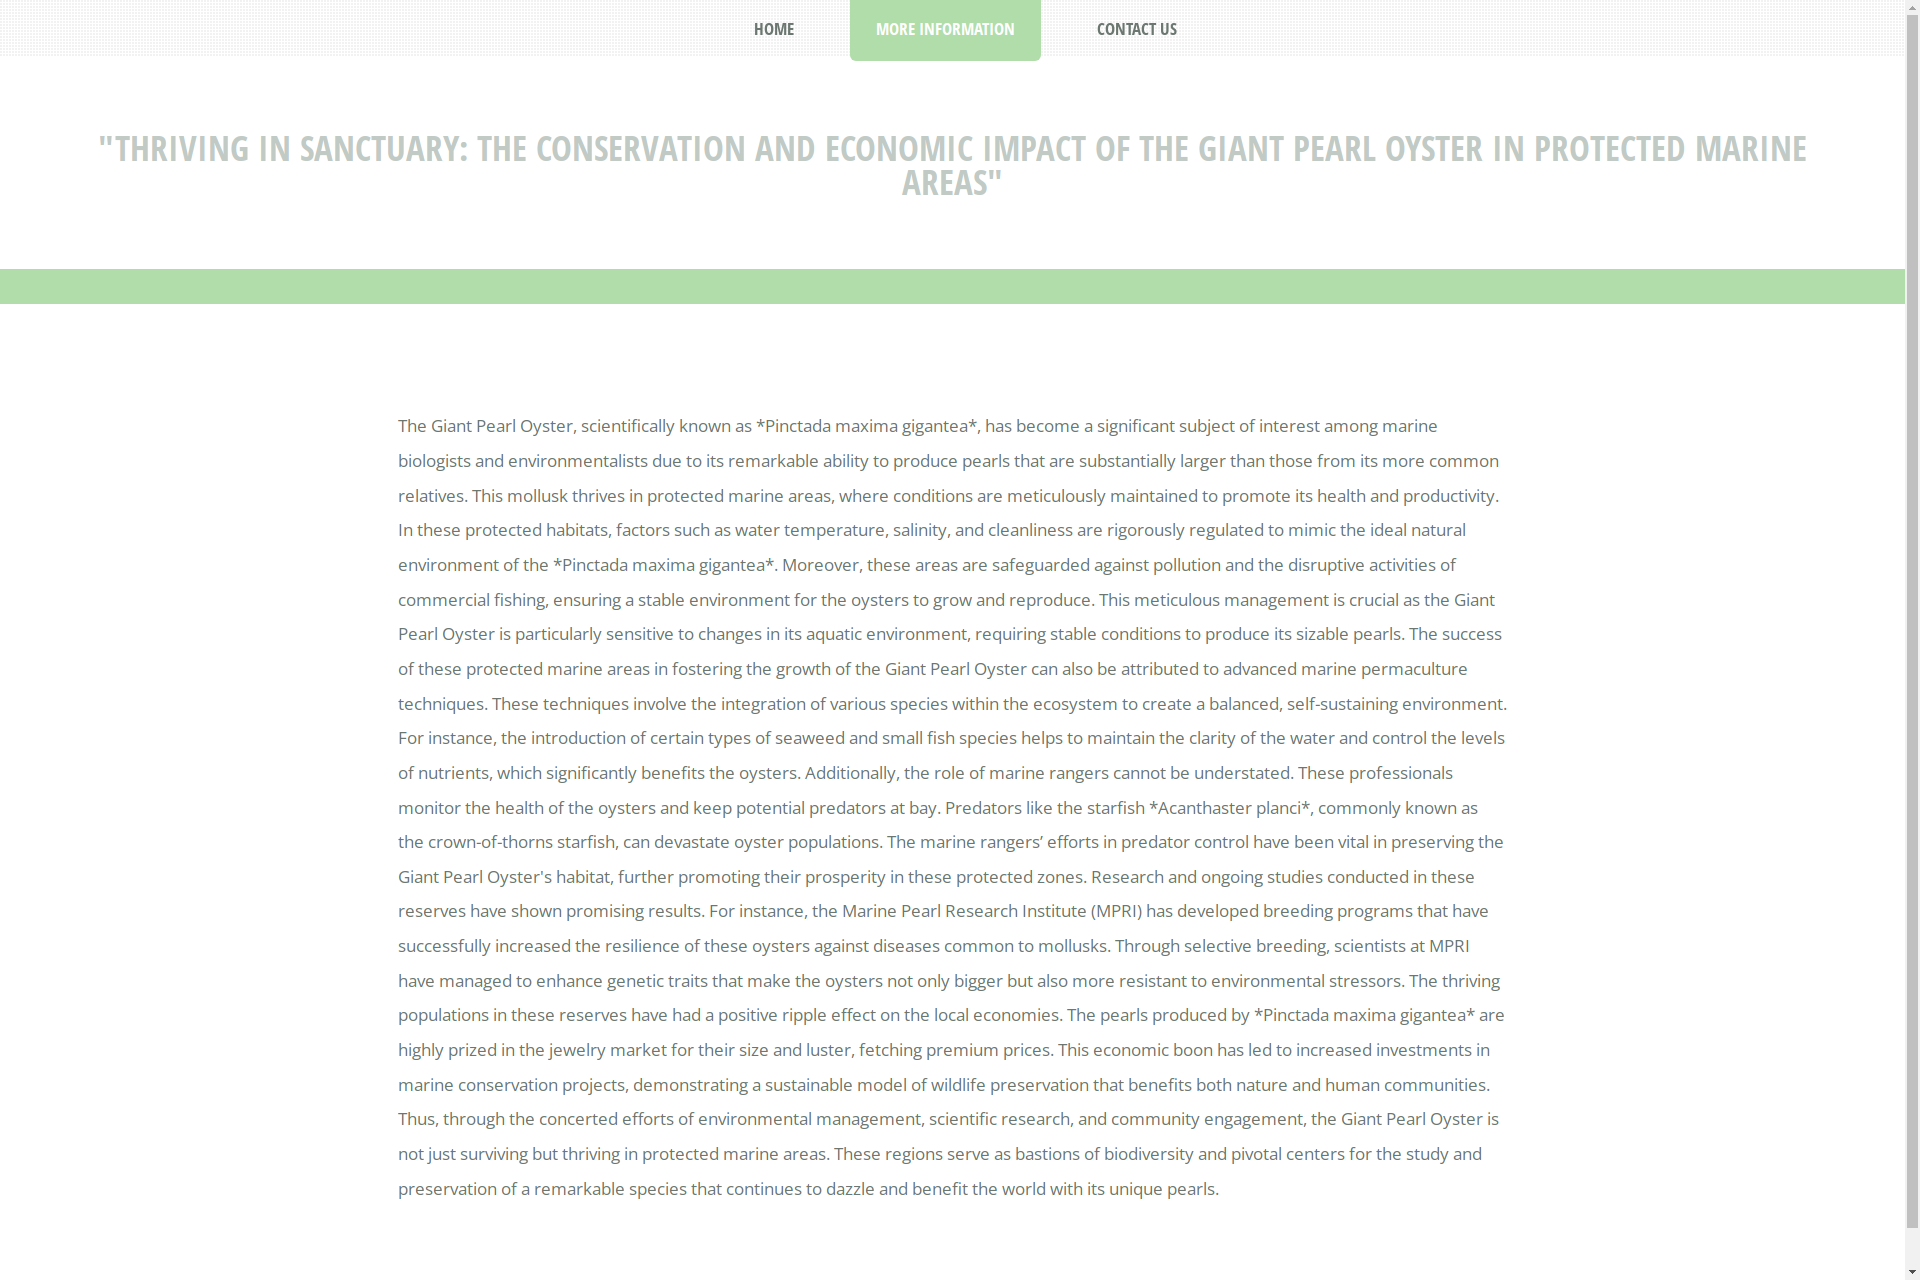 HOME
MORE INFORMATION
CONTACT US
"THRIVING IN SANCTUARY: THE CONSERVATION AND ECONOMIC IMPACT OF THE GIANT PEARL OYSTER IN PROTECTED MARINE
AREAS"
The Giant Pearl Oyster, scientifically known as *Pinctada maxima gigantea*, has become a significant subject of interest among marine
biologists and environmentalists due to its remarkable ability to produce pearls that are substantially larger than those from its more common
relatives. This mollusk thrives in protected marine areas, where conditions are meticulously maintained to promote its health and productivity.
In these protected habitats, factors such as water temperature, salinity, and cleanliness are rigorously regulated to mimic the ideal natural
environment of the *Pinctada maxima gigantea*. Moreover, these areas are safeguarded against pollution and the disruptive activities of
commercial fishing, ensuring a stable environment for the oysters to grow and reproduce. This meticulous management is crucial as the Giant
Pearl Oyster is particularly sensitive to changes in its aquatic environment, requiring stable conditions to produce its sizable pearls. The success
of these protected marine areas in fostering the growth of the Giant Pearl Oyster can also be attributed to advanced marine permaculture
techniques. These techniques involve the integration of various species within the ecosystem to create a balanced, self-sustaining environment.
For instance, the introduction of certain types of seaweed and small fish species helps to maintain the clarity of the water and control the levels
of nutrients, which significantly benefits the oysters. Additionally, the role of marine rangers cannot be understated. These professionals
monitor the health of the oysters and keep potential predators at bay. Predators like the starfish *Acanthaster planci*, commonly known as
the crown-of-thorns starfish, can devastate oyster populations. The marine rangers’ efforts in predator control have been vital in preserving the
Giant Pearl Oyster's habitat, further promoting their prosperity in these protected zones. Research and ongoing studies conducted in these
reserves have shown promising results. For instance, the Marine Pearl Research Institute (MPRI) has developed breeding programs that have
successfully increased the resilience of these oysters against diseases common to mollusks. Through selective breeding, scientists at MPRI
have managed to enhance genetic traits that make the oysters not only bigger but also more resistant to environmental stressors. The thriving
populations in these reserves have had a positive ripple effect on the local economies. The pearls produced by *Pinctada maxima gigantea* are
highly prized in the jewelry market for their size and luster, fetching premium prices. This economic boon has led to increased investments in
marine conservation projects, demonstrating a sustainable model of wildlife preservation that benefits both nature and human communities.
Thus, through the concerted efforts of environmental management, scientific research, and community engagement, the Giant Pearl Oyster is
not just surviving but thriving in protected marine areas. These regions serve as bastions of biodiversity and pivotal centers for the study and
preservation of a remarkable species that continues to dazzle and benefit the world with its unique pearls.